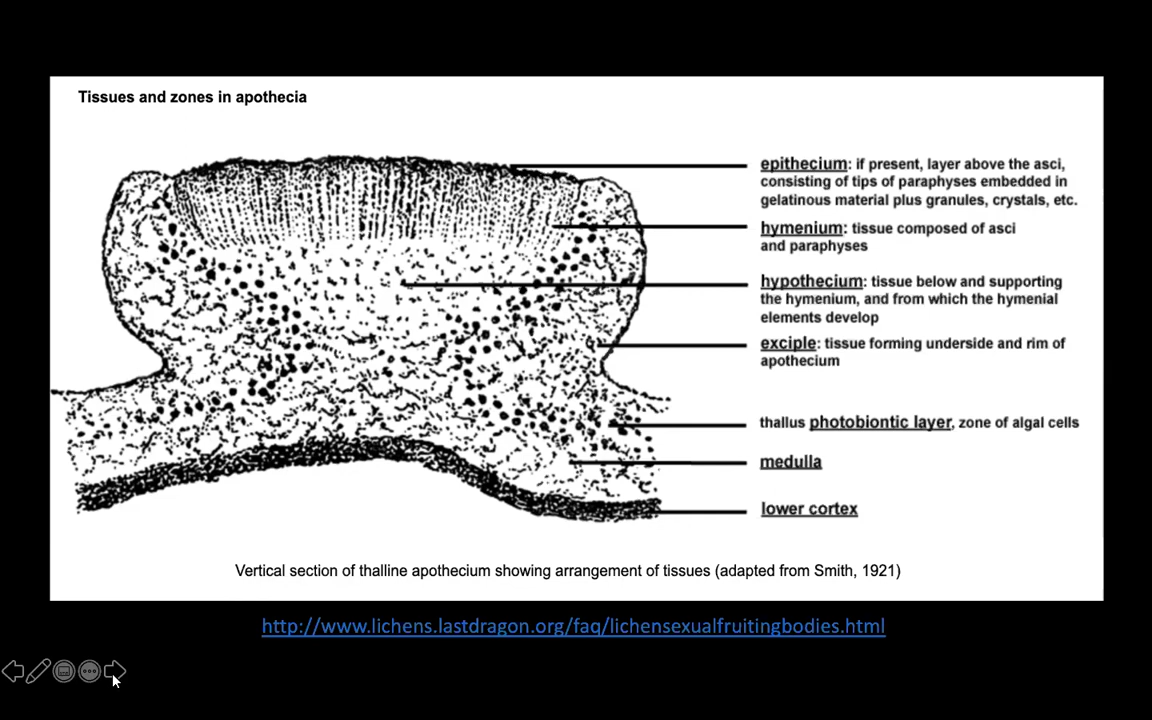 Tissues and zones in apothecia
epithecium: if present, layer above the asci,
consisting of tips of paraphyses embedded in
gelatinous material plus granules, crystals, etc.
hymenium: tissue composed of asci
and paraphyses
hypothecium: tissue below and supporting
the hymenium, and from which the hymenial
elements develop
exciple: tissue forming underside and rim of
apothecium
thallus photobiontic layer, zone of algal cells
medulla
lower cortex
Vertical section of thalline apothecium showing arrangement of tissues (adapted from Smith, 1921)
http://www.lichens.lastdragon.org/faq/lichensexualfruitingbodies.html